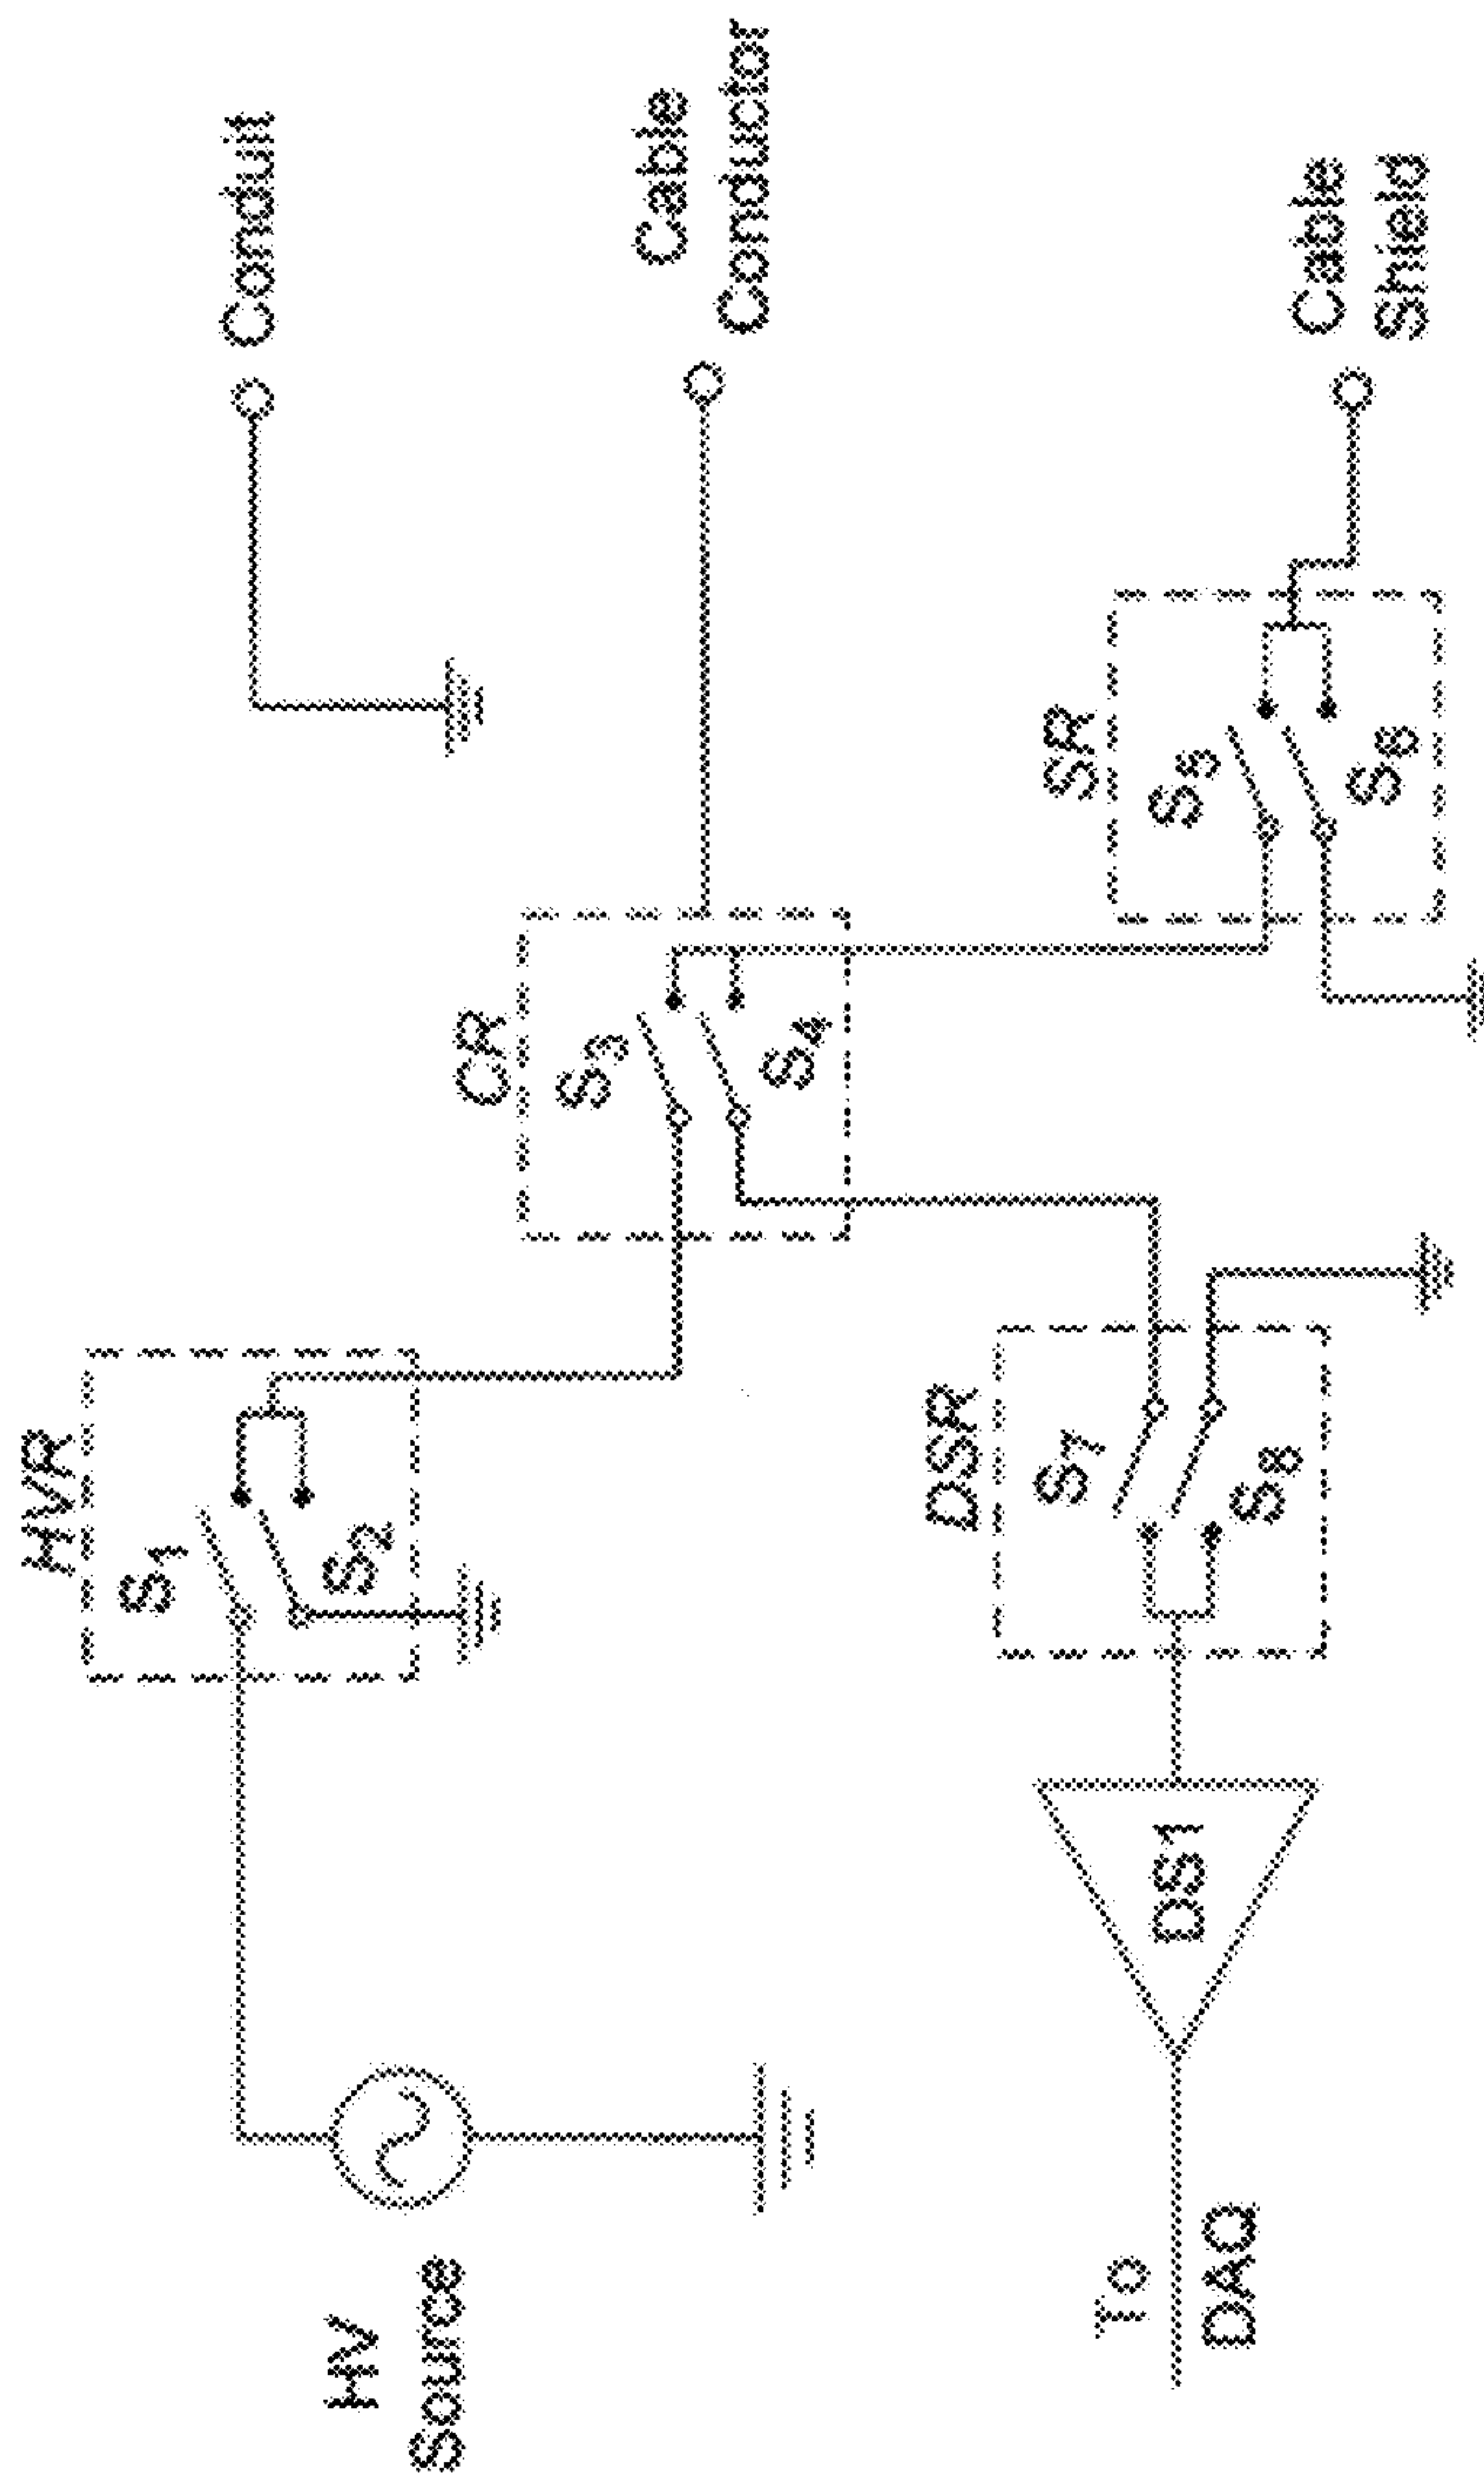 HV
Source
HVR
S1
S2
CR
S3
S4
Conduit
Cable
Conductor
To
DAQ
DS1
DSR
S7
S8
SR
S5
S6
Cable
Shield